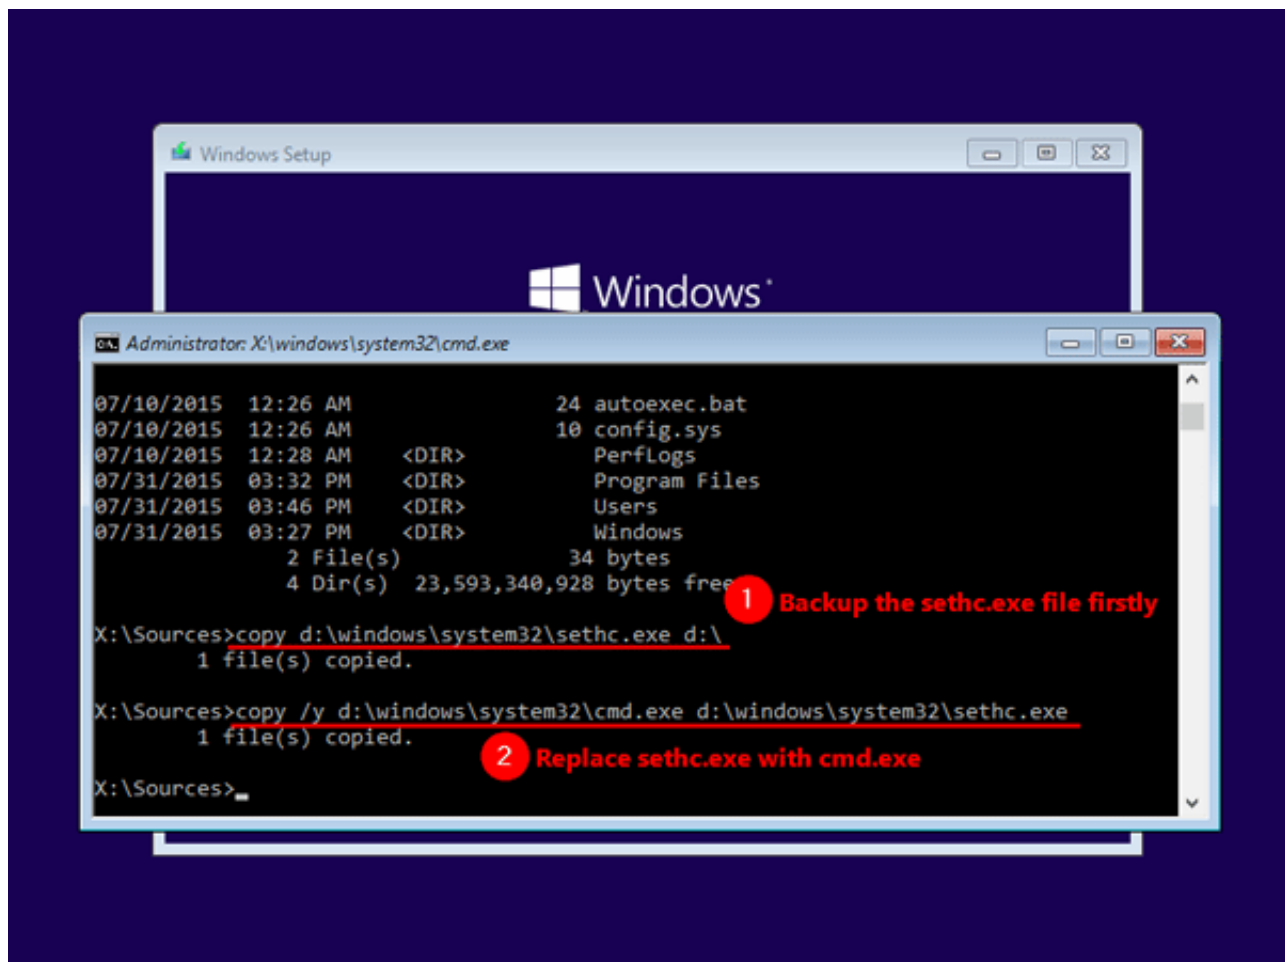 Windows Setup
Windows
Administrator: X:\windows\system32\cmd.exe
07/10/2015  12:26 AM                24 autoexec.bat
07/10/2015  12:26 AM                10 config.sys
07/10/2015  12:28 AM    <DIR>          PerfLogs
07/31/2015  03:32 PM    <DIR>          Program Files
07/31/2015  03:46 PM    <DIR>          Users
07/31/2015  03:27 PM    <DIR>          Windows
               2 File(s)             34 bytes
               4 Dir(s)  23,593,340,928 bytes free
1 Backup the sethc.exe file firstly
X:\Sources>copy d:\windows\system32\sethc.exe d:\
        1 file(s) copied.
X:\Sources>copy /y d:\windows\system32\cmd.exe d:\windows\system32\sethc.exe
        1 file(s) copied.
2 Replace sethc.exe with cmd.exe
X:\Sources>